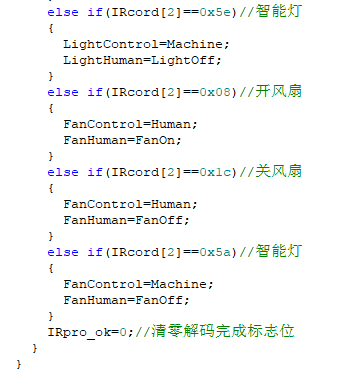 else if(IRcord[2]==0x5e)//智能灯
{
LightControl=Machine;
LightHuman=LightOff;
}
else if(IRcord[2]==0x08)//开风扇
{
FanControl=Human;
FanHuman=FanOn;
}
else if(IRcord[2]==0x1c)//关风扇
{
FanControl=Human;
FanHuman=FanOff;
}
else if(IRcord[2]==0x5a)//智能灯
{
FanControl=Machine;
FanHuman=FanOff;
}
IRpro_ok=0;//清零解码完成标志位
}
}